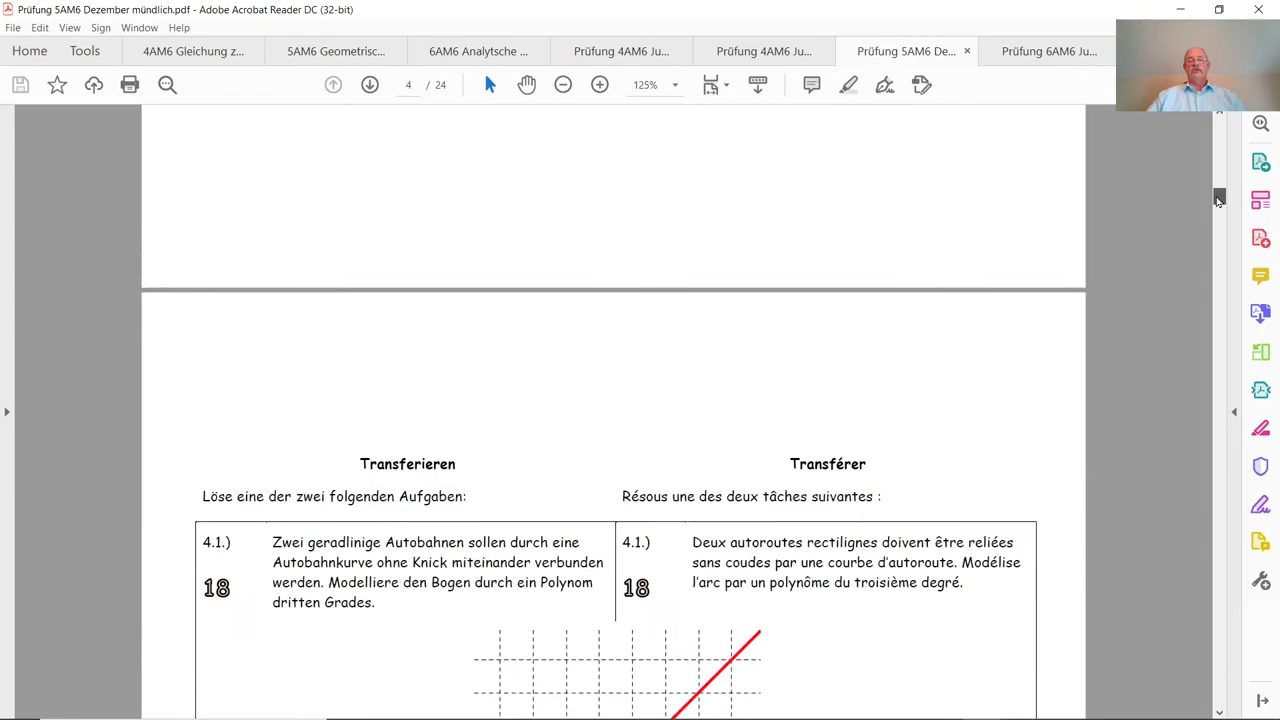 Prüfung 5AM6 Dezember mündlich.pdf - Adobe Acrobat Reader DC (32-bit)
File Edit View Sign Window Help
Home Tools 4AM6 Gleichung z... 5AM6 Geometrisc... 6AM6 Analytsche ... Prüfung 4AM6 Ju... Prüfung 4AM6 Ju... Prüfung 5AM6 De... × Prüfung 6AM6 Ju...
4 / 24 125%
Transferieren Transférer
Löse eine der zwei folgenden Aufgaben: Résous une des deux tâches suivantes :
4.1.) Zwei geradlinige Autobahnen sollen durch eine 4.1.) Deux autoroutes rectilignes doivent être reliées
Autobahnkurve ohne Knick miteinander verbunden sans coudes par une courbe d'autoroute. Modélise
18 werden. Modelliere den Bogen durch ein Polynom 18 l'arc par un polynôme du troisième degré.
dritten Grades.